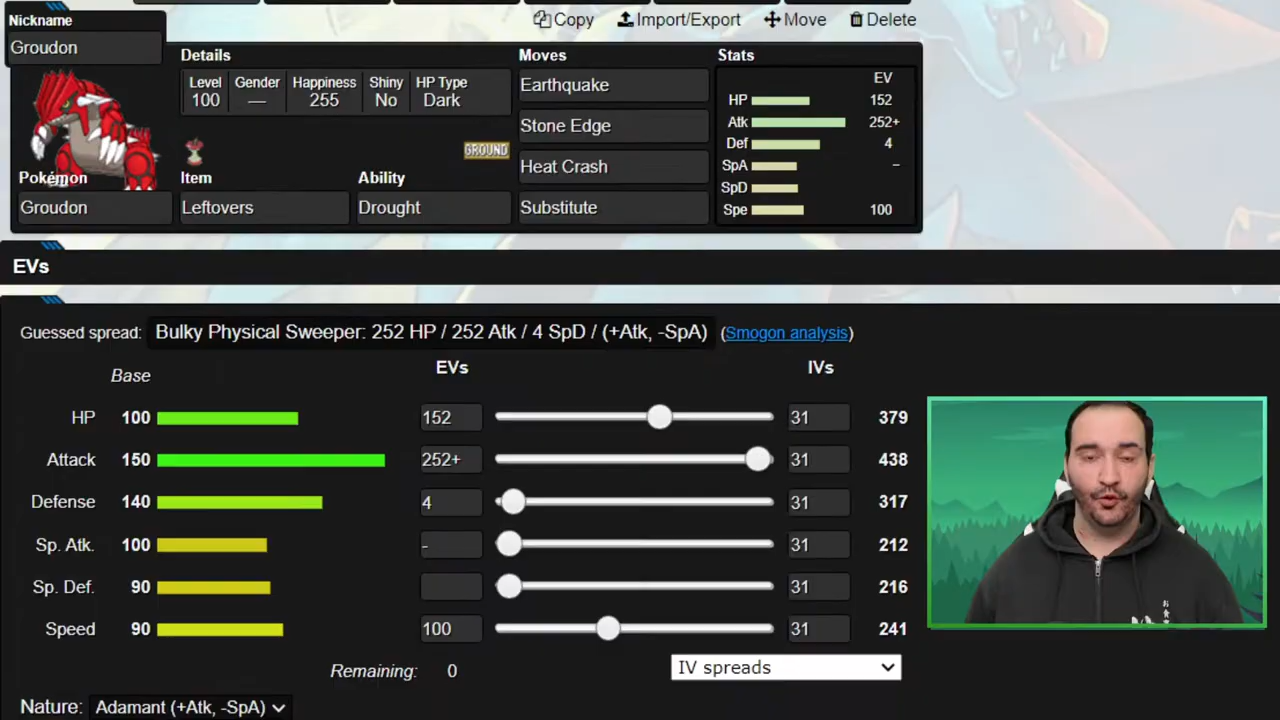 Nickname
Groudon
Copy Import/Export Move Delete
Details
Level Gender Happiness Shiny HP Type
100 — 255 No Dark
GROUND
Pokémon Item Ability
Groudon Leftovers Drought
Moves
Earthquake
Stone Edge
Heat Crash
Substitute
Stats
EV
HP 152
Atk 252+
Def 4
SpA –
SpD
Spe 100
EVs
Guessed spread: Bulky Physical Sweeper: 252 HP / 252 Atk / 4 SpD / (+Atk, -SpA) (Smogon analysis)
Base EVs IVs
HP 100 152 31 379
Attack 150 252+ 31 438
Defense 140 4 31 317
Sp. Atk. 100 - 31 212
Sp. Def. 90 31 216
Speed 90 100 31 241
Remaining: 0 IV spreads
Nature: Adamant (+Atk, -SpA)